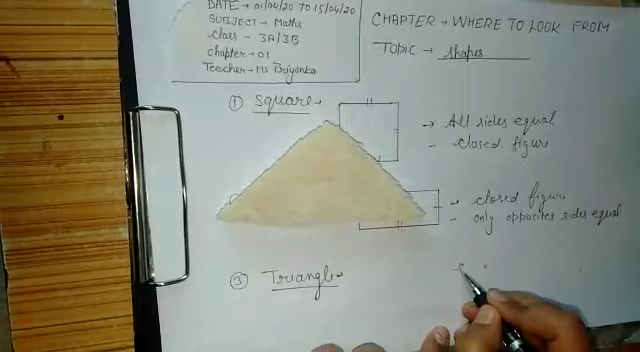 DATE → 01/04/20 TO 15/04/20
SUBJECT → Maths
Class - 3A/3B
Chapter → 01
Teacher → Ms Priyanka
CHAPTER → WHERE TO LOOK FROM
TOPIC → shapes
① Square →
→ All sides equal
- closed figure
- closed figure
- only opposites sides equal
③ Triangle →